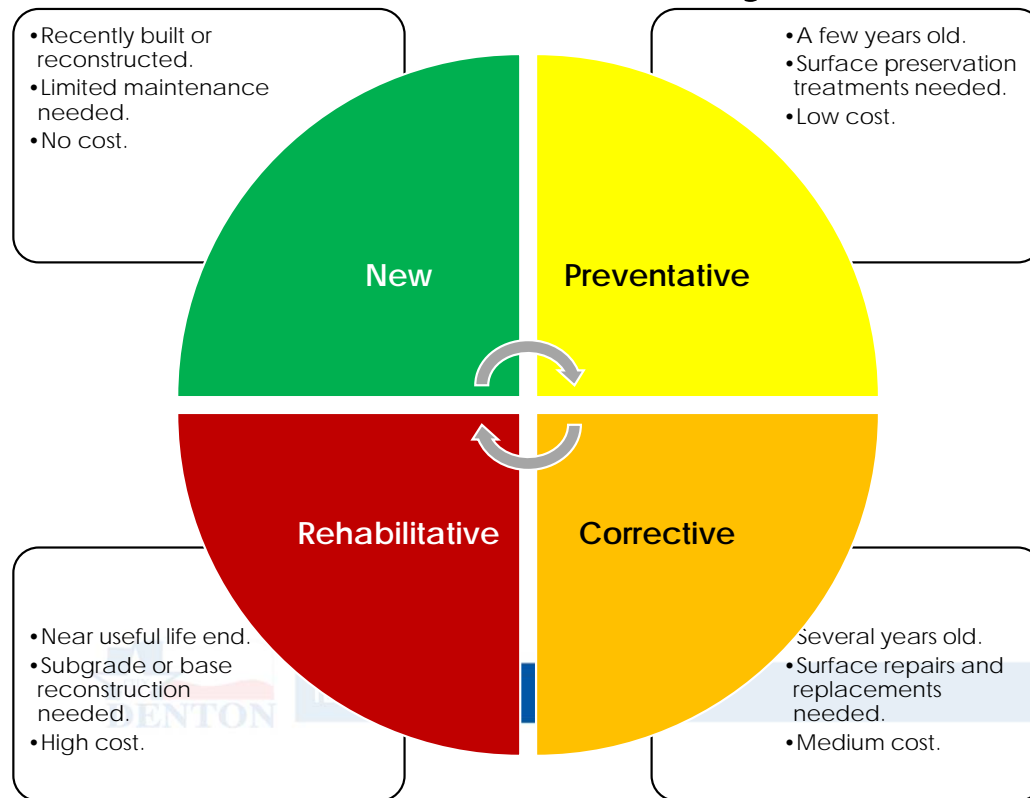 •Recently built or
reconstructed.
•Limited maintenance
needed.
•No cost.
•A few years old.
•Surface preservation
treatments needed.
•Low cost.
New
Preventative
Rehabilitative
Corrective
•Near useful life end.
•Subgrade or base
reconstruction
needed.
•High cost.
Several years old.
•Surface repairs and
replacements
needed.
•Medium cost.
DENTON